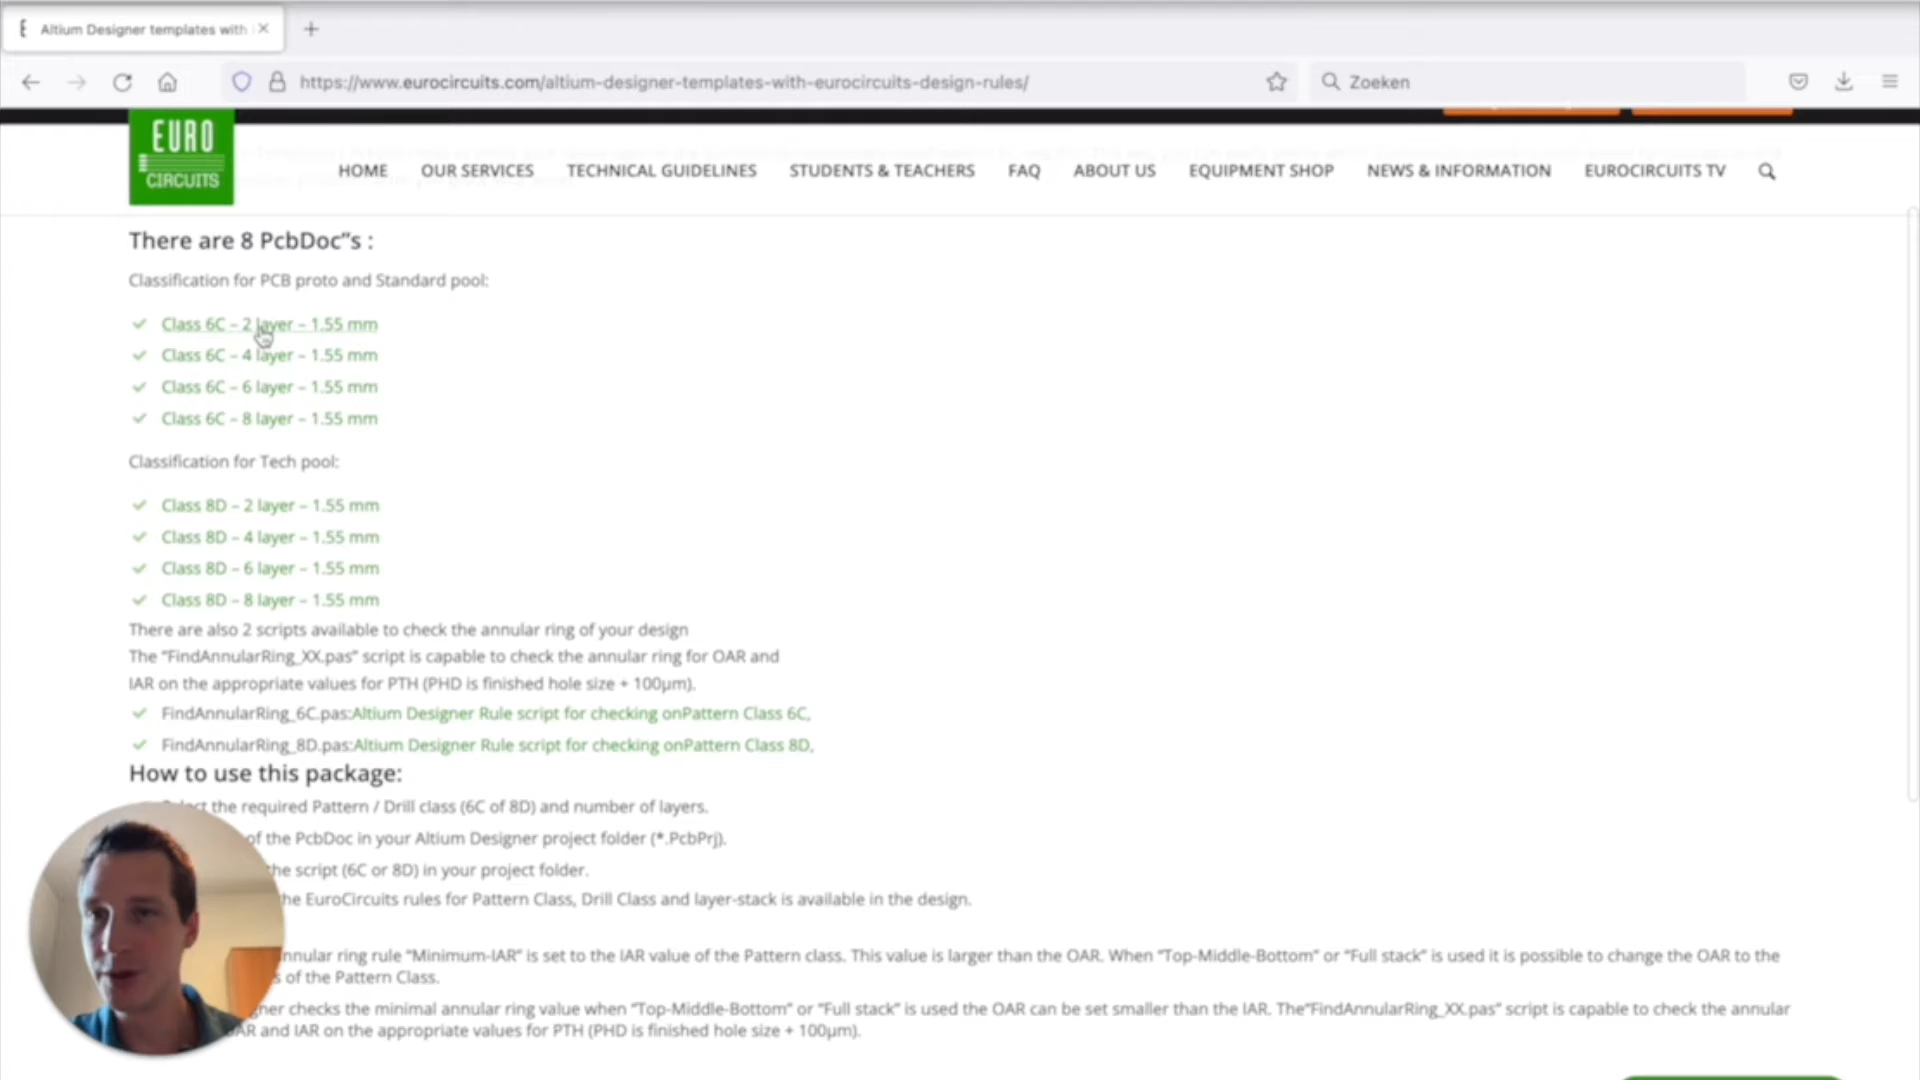 Altium Designer templates with
https://www.eurocircuits.com/altium-designer-templates-with-eurocircuits-design-rules/
Zoeken
EURO
CIRCUITS
HOME
OUR SERVICES
TECHNICAL GUIDELINES
STUDENTS & TEACHERS
FAQ
ABOUT US
EQUIPMENT SHOP
NEWS & INFORMATION
EUROCIRCUITS TV
There are 8 PcbDoc”s :
Classification for PCB proto and Standard pool:
Class 6C – 2 layer – 1.55 mm
Class 6C – 4 layer – 1.55 mm
Class 6C – 6 layer – 1.55 mm
Class 6C – 8 layer – 1.55 mm
Classification for Tech pool:
Class 8D – 2 layer – 1.55 mm
Class 8D – 4 layer – 1.55 mm
Class 8D – 6 layer – 1.55 mm
Class 8D – 8 layer – 1.55 mm
There are also 2 scripts available to check the annular ring of your design
The “FindAnnularRing_XX.pas” script is capable to check the annular ring for OAR and
IAR on the appropriate values for PTH (PHD is finished hole size + 100µm).
FindAnnularRing_6C.pas:Altium Designer Rule script for checking onPattern Class 6C,
FindAnnularRing_8D.pas:Altium Designer Rule script for checking onPattern Class 8D,
How to use this package:
the required Pattern / Drill class (6C of 8D) and number of layers.
of the PcbDoc in your Altium Designer project folder (*.PcbPrj).
the script (6C or 8D) in your project folder.
the EuroCircuits rules for Pattern Class, Drill Class and layer-stack is available in the design.
nnular ring rule “Minimum-IAR” is set to the IAR value of the Pattern class. This value is larger than the OAR. When “Top-Middle-Bottom” or “Full stack” is used it is possible to change the OAR to the
s of the Pattern Class.
ner checks the minimal annular ring value when “Top-Middle-Bottom” or “Full stack” is used the OAR can be set smaller than the IAR. The“FindAnnularRing_XX.pas” script is capable to check the annular
AR and IAR on the appropriate values for PTH (PHD is finished hole size + 100µm).